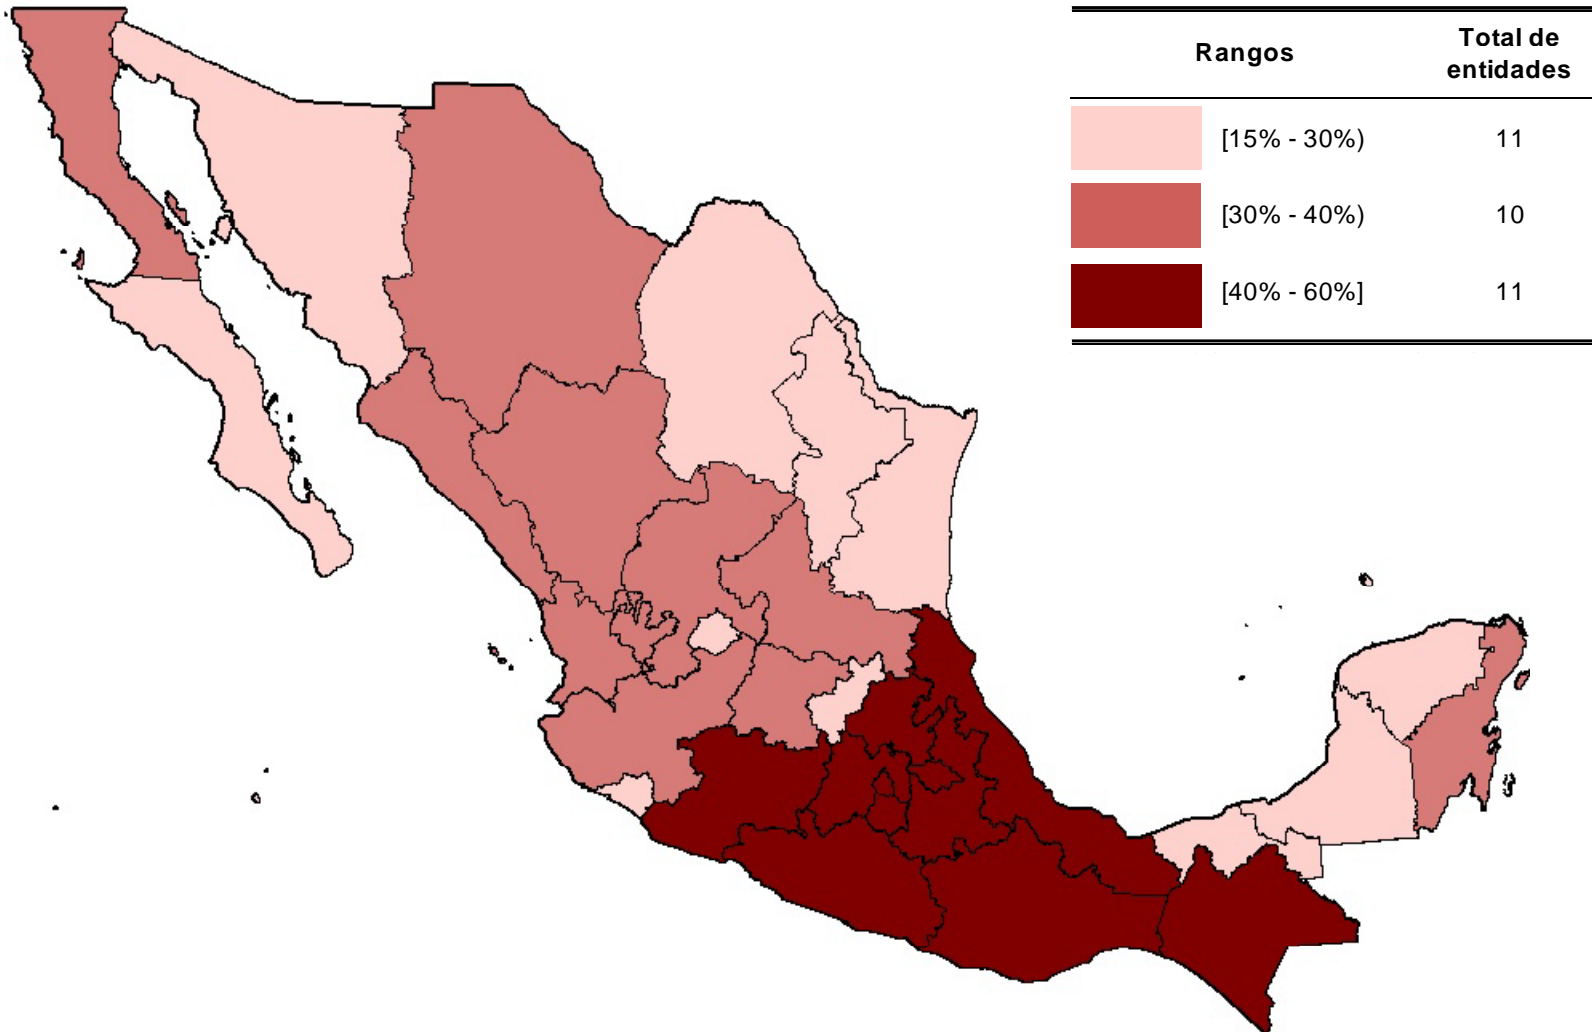 Rangos
Total de
entidades
[15% - 30%) 11
[30% - 40%) 10
[40% - 60%] 11